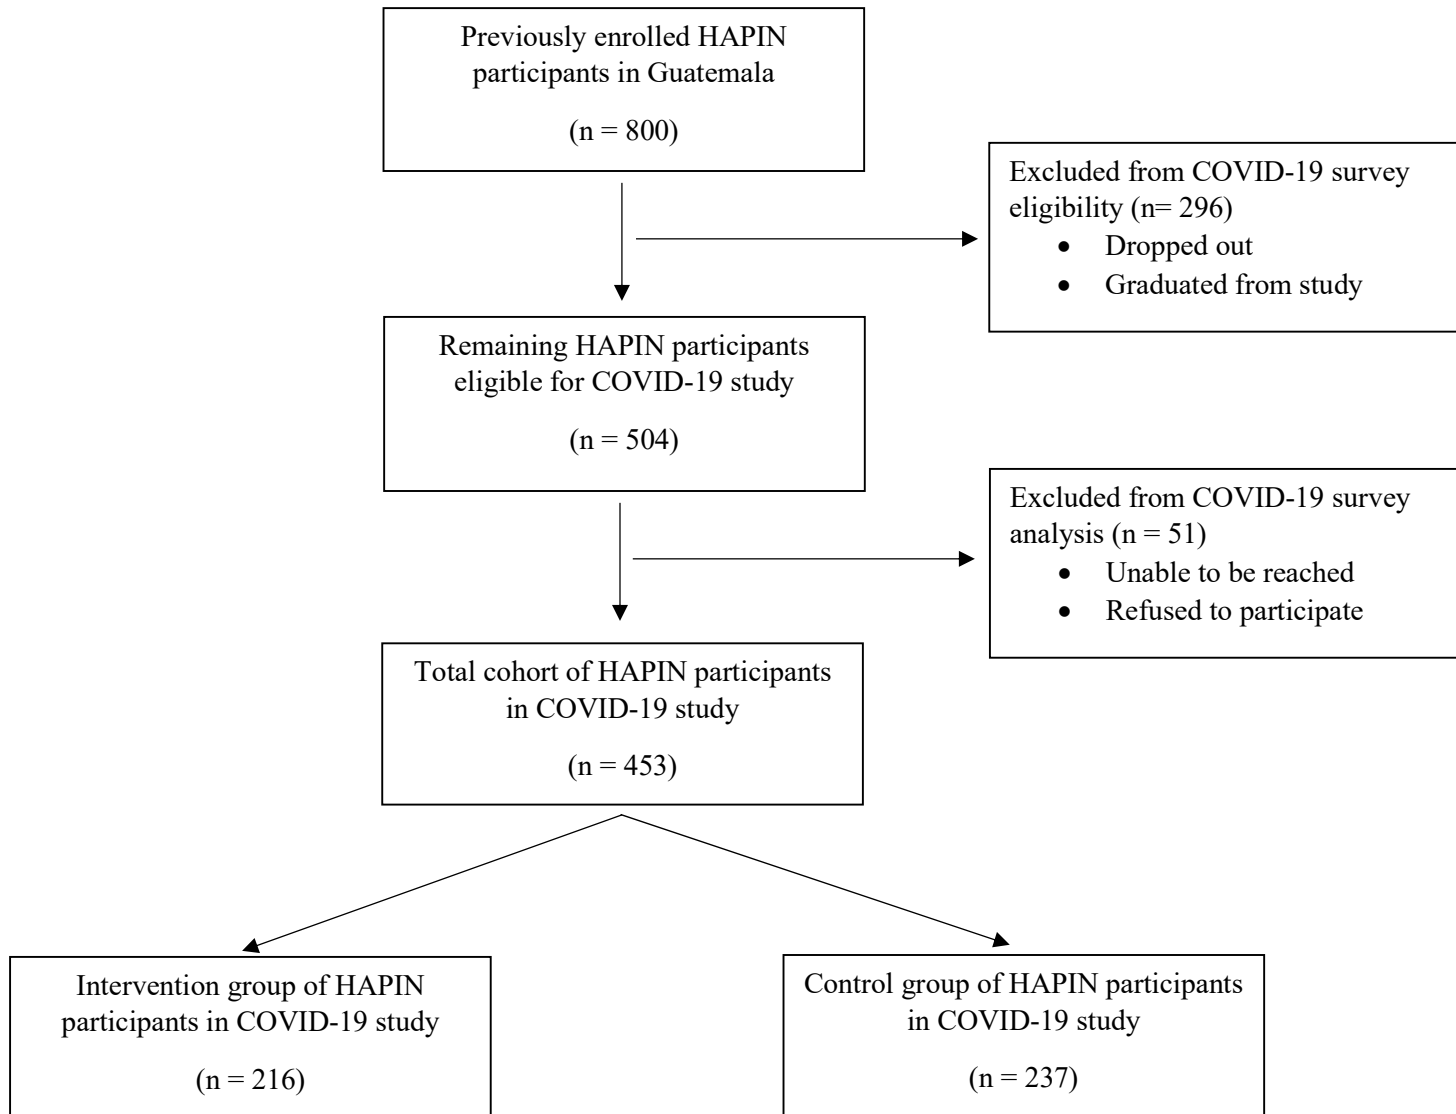 Previously enrolled HAPIN
participants in Guatemala
(n = 800)
Excluded from COVID-19 survey
eligibility (n= 296)
• Dropped out
• Graduated from study
Remaining HAPIN participants
eligible for COVID-19 study
(n = 504)
Excluded from COVID-19 survey
analysis (n = 51)
• Unable to be reached
• Refused to participate
Total cohort of HAPIN participants
in COVID-19 study
(n = 453)
Intervention group of HAPIN
participants in COVID-19 study
(n = 216)
Control group of HAPIN participants
in COVID-19 study
(n = 237)